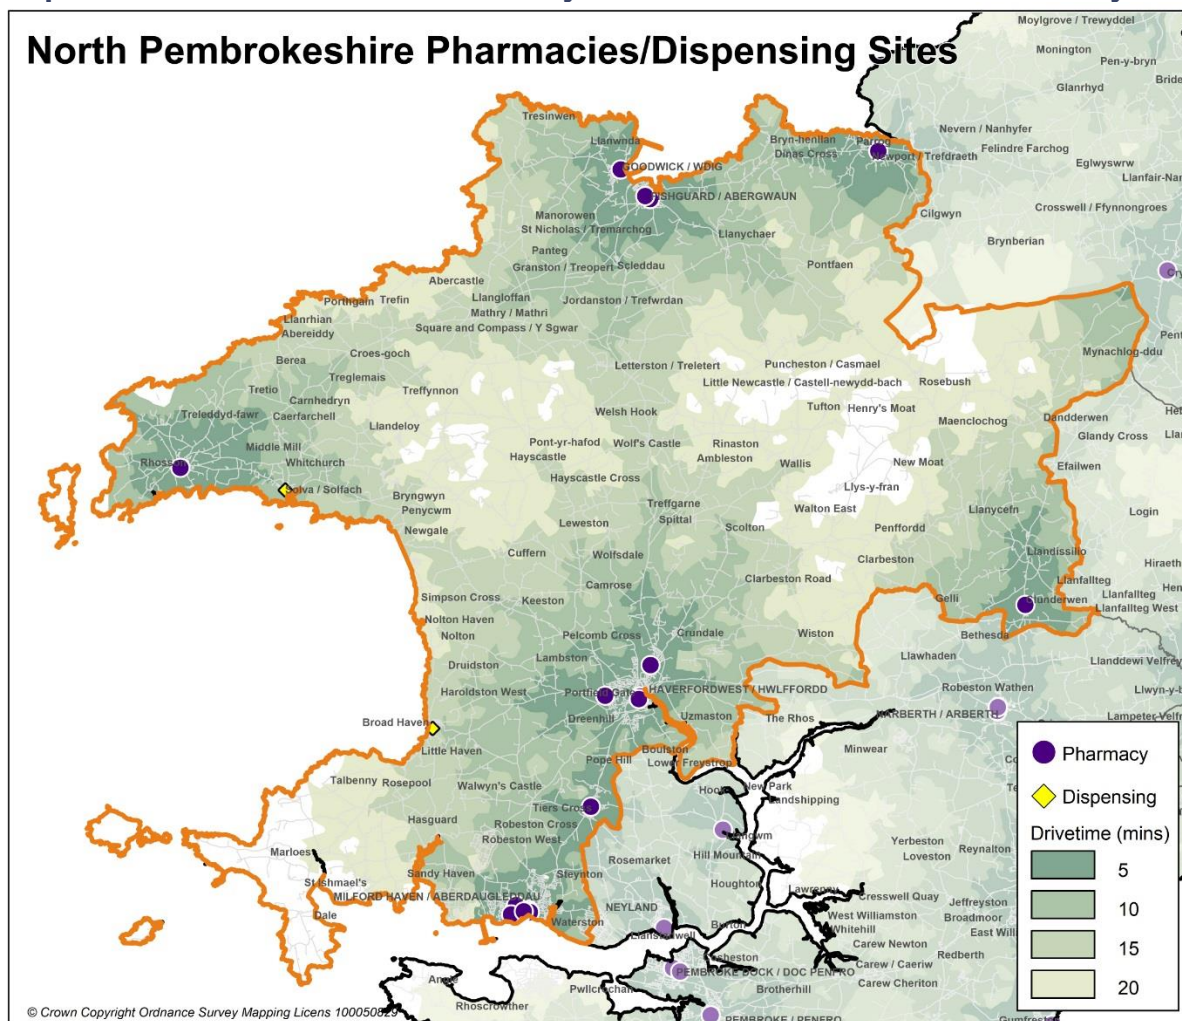 North Pembrokeshire Pharmacies/Dispensing Sites
Moylgrove / Trewyddel
Monington
Pen-y-bryn
Glanrhyd
Tresinwen
Llanwnda
Bryn-henllan
Parrog
Nevern / Nanhyfer
Dinas Cross
Newport / Trefdraeth
Felindre Farchog
Eglwyswrw
GOODWICK / WDIG
FISHGUARD / ABERGWAUN
Crosswell / Ffynnongroes
Manorowen
Cilgwyn
St Nicholas / Tremarchog
Llanychaer
Brynberian
Panteg
Granston / Treopert
Scleddau
Pontfaen
Abercastle
Porthgain
Trefin
Llangloffan
Jordanston / Trefwrdan
Mathry / Mathri
Llanrhian
Square and Compass / Y Sgwar
Abereiddy
Croes-goch
Mynachlog-ddu
Berea
Letterston / Treletert
Puncheston / Casmael
Treglemais
Little Newcastle / Castell-newydd-bach
Rosebush
Tretio
Treffynnon
Carnhedryn
Treleddyd-fawr
Caerfarchell
Welsh Hook
Tufton
Henry's Moat
Maenclochog
Dandderwen
Llandeloy
Glandy Cross
Middle Mill
Pont-yr-hafod
Wolf's Castle
Rinaston
Hayscastle
Ambleston
Wallis
New Moat
Efailwen
Whitchurch
Hayscastle Cross
Solva / Solfach
Llys-y-fran
Bryngwyn
Treffgarne
Walton East
Llanycefn
Login
Penycwm
Leweston
Spittal
Scolton
Penffordd
Newgale
Cuffern
Wolfsdale
Clarbeston
Llandissilio
Camrose
Clarbeston Road
Llanfallteg
Simpson Cross
Keeston
Gelli
Clunderwen
Llanfallteg
Llanfallteg West
Nolton Haven
Nolton
Pelcomb Cross
Crundale
Wiston
Bethesda
Lambston
Llawhaden
Druidston
Haroldston West
Portfield Gate
HAVERFORDWEST / HWLFFORDD
Robeston Wathen
Broad Haven
Dreenhill
Uzmaston
The Rhos
NARBERTH / ARBERTH
Little Haven
Boulston
Minwear
Pope Hill
Lower Freystrop
Talbenny
Rosepool
Walwyn's Castle
Hook
New Park
Landshipping
Tiers Cross
Hasguard
Robeston Cross
Robeston West
Yerbeston
Loveston
Reynalton
Marloes
Rosemarket
Hill Mountain
St Ishmael's
Sandy Haven
Steynton
Houghton
Lawrenny
Cresswell Quay
MILFORD HAVEN / ABERDAUGLEDDAU
NEYLAND
Jeffreyston
Dale
Waterston
Burton
West Williamston
Broadmoor
Whitehill
Llanstadwell
Carew Newton
Redberth
Carew / Caeriw
PEMBROKE DOCK / DOC PENFRO
Carew Cheriton
Angle
Pwllcrochan
Brotherhill
Rhoscrowther
PEMBROKE / PENFRO
Pharmacy
Dispensing
Drivetime (mins)
5
10
15
20
© Crown Copyright Ordnance Survey Mapping Licens 100050829